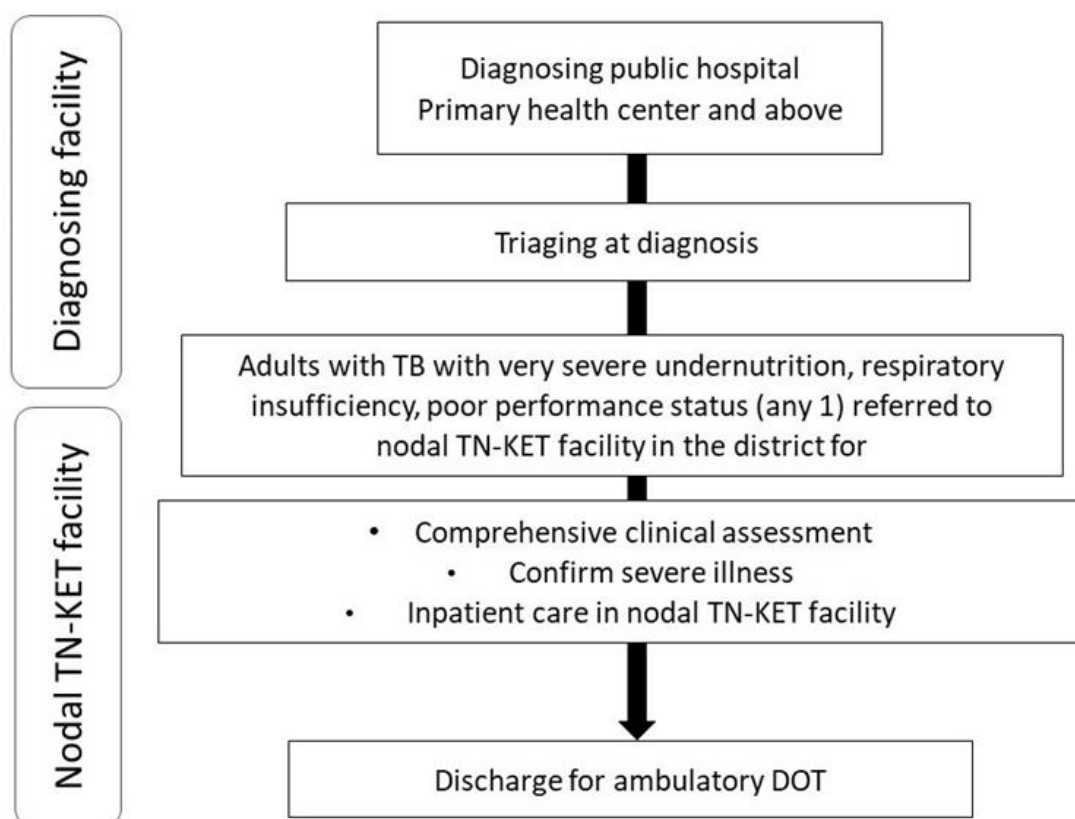 Diagnosing facility
Diagnosing public hospital
Primary health center and above
Triaging at diagnosis
Adults with TB with very severe undernutrition, respiratory
insufficiency, poor performance status (any 1) referred to
nodal TN-KET facility in the district for
Nodal TN-KET facility
• Comprehensive clinical assessment
• Confirm severe illness
• Inpatient care in nodal TN-KET facility
Discharge for ambulatory DOT